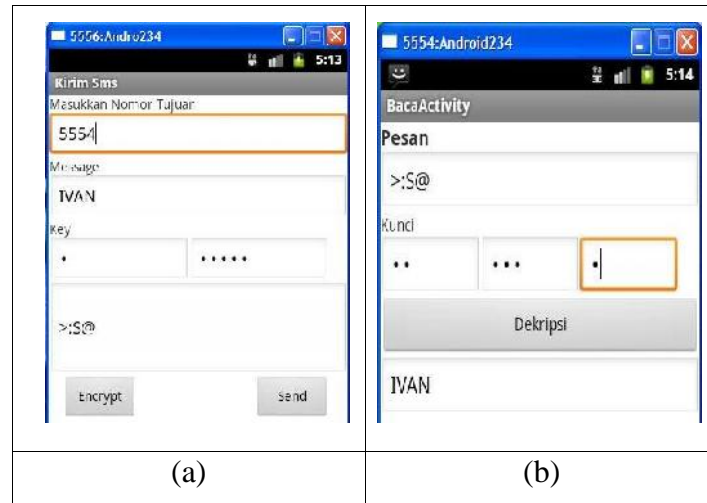 5556:Andro234
5:13
Kirim Sms
Masukkan Nomor Tujuan
5554
Message
IVAN
Key
• •••••
>:S@
Encrypt Send
(a)
5554:Android234
5:14
BacaActivity
Pesan
>:S@
Kunci
•• ••• •
Dekripsi
IVAN
(b)